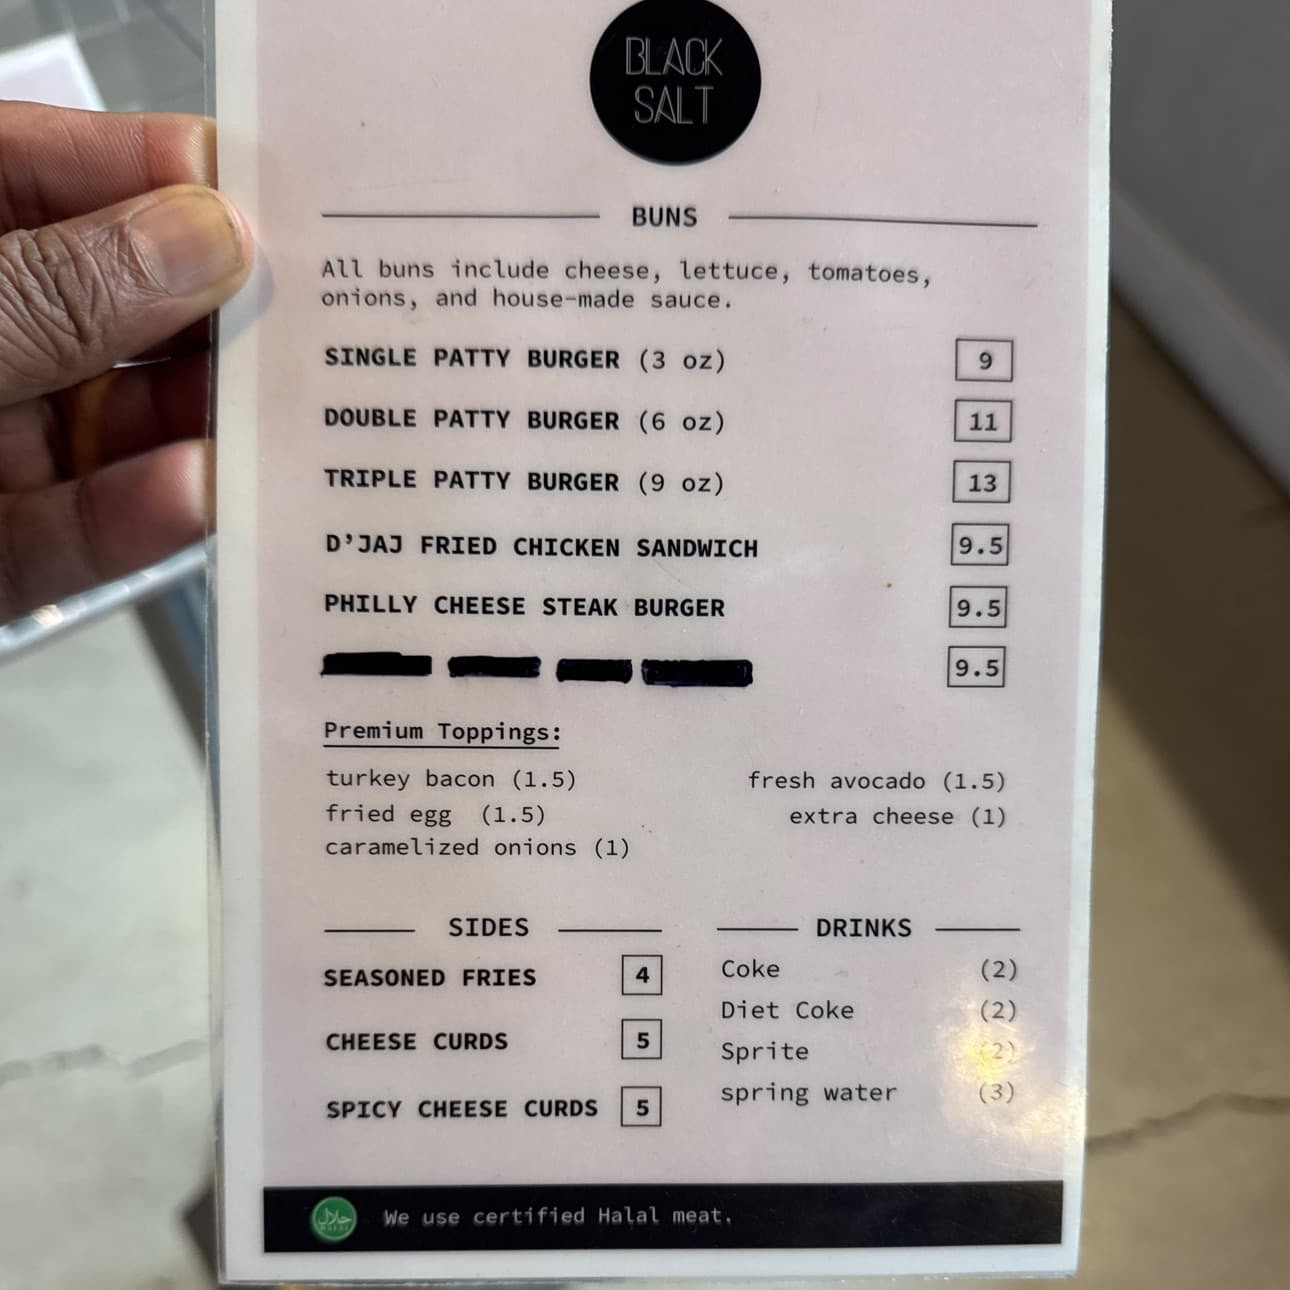 BLACK
SALT
BUNS
All buns include cheese, lettuce, tomatoes,
onions, and house-made sauce.
SINGLE PATTY BURGER (3 oz) 9
DOUBLE PATTY BURGER (6 oz) 11
TRIPLE PATTY BURGER (9 oz) 13
D'JAJ FRIED CHICKEN SANDWICH 9.5
PHILLY CHEESE STEAK BURGER 9.5
9.5
Premium Toppings:
turkey bacon (1.5) fresh avocado (1.5)
fried egg (1.5) extra cheese (1)
caramelized onions (1)
SIDES
SEASONED FRIES 4
CHEESE CURDS 5
SPICY CHEESE CURDS 5
DRINKS
Coke (2)
Diet Coke (2)
Sprite (2)
spring water (3)
حلال
We use certified Halal meat.